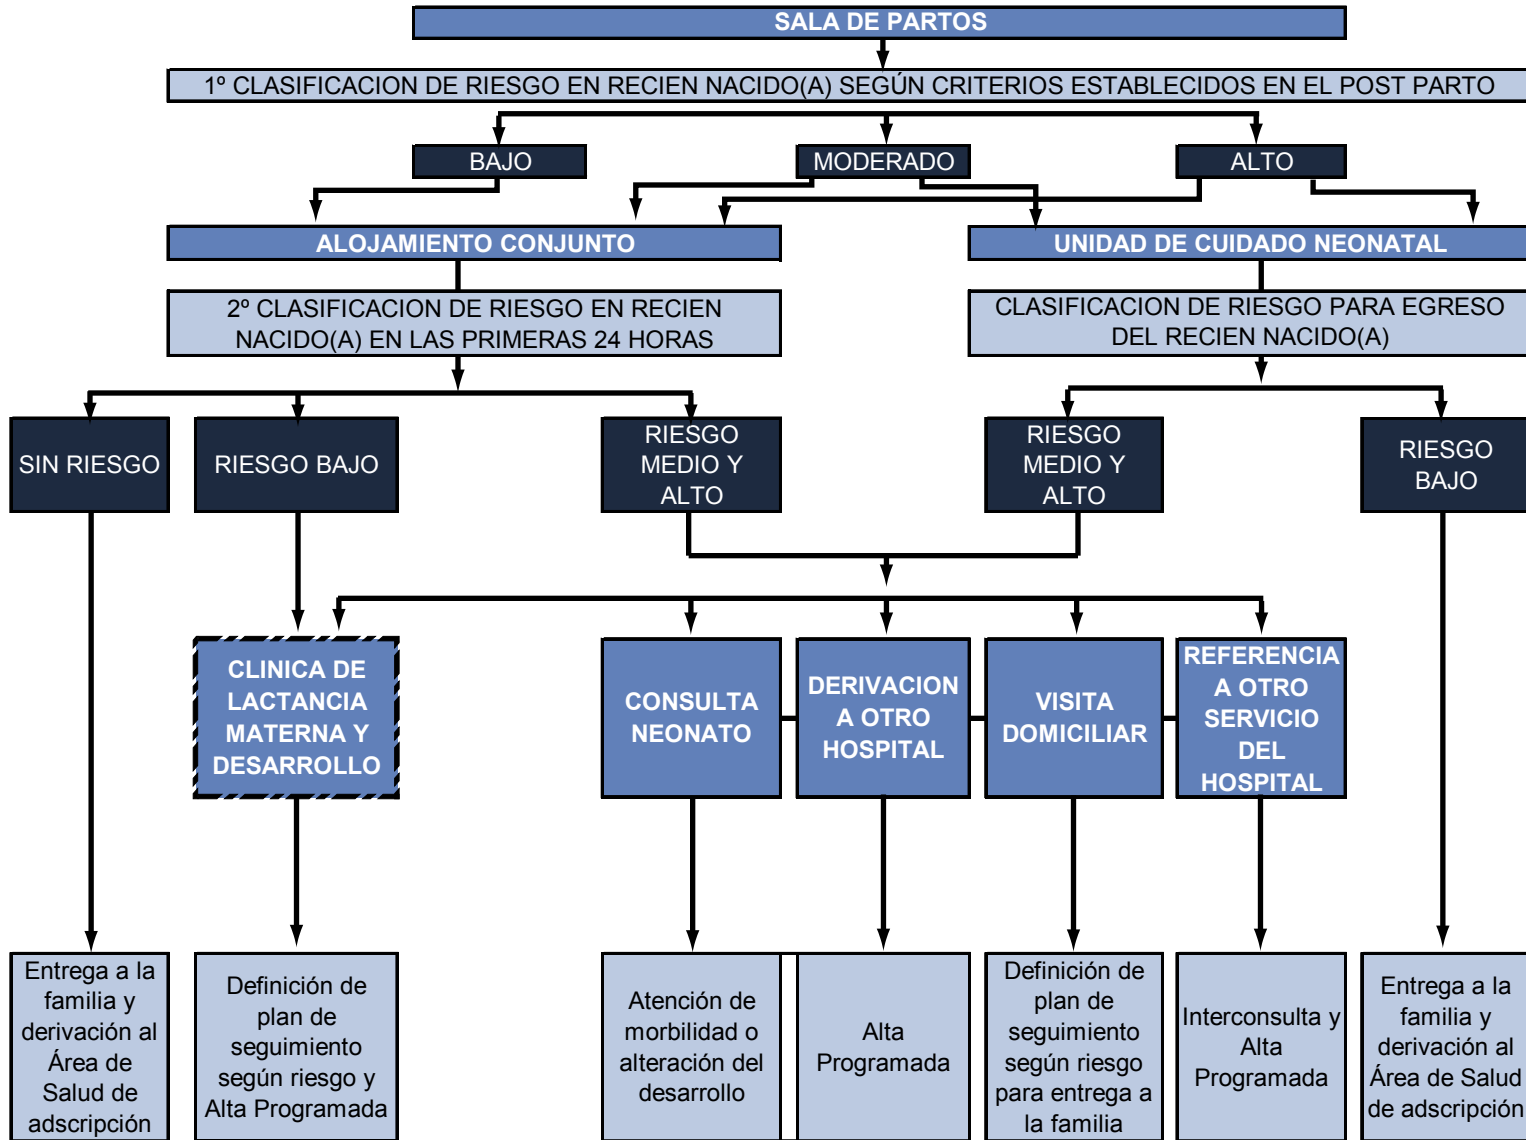 SALA DE PARTOS
1º CLASIFICACION DE RIESGO EN RECIEN NACIDO(A) SEGÚN CRITERIOS ESTABLECIDOS EN EL POST PARTO
BAJO
MODERADO
ALTO
ALOJAMIENTO CONJUNTO
UNIDAD DE CUIDADO NEONATAL
2º CLASIFICACION DE RIESGO EN RECIEN
NACIDO(A) EN LAS PRIMERAS 24 HORAS
CLASIFICACION DE RIESGO PARA EGRESO
DEL RECIEN NACIDO(A)
SIN RIESGO
RIESGO BAJO
RIESGO
MEDIO Y
ALTO
RIESGO
MEDIO Y
ALTO
RIESGO
BAJO
CLINICA DE
LACTANCIA
MATERNA Y
DESARROLLO
CONSULTA
NEONATO
DERIVACION
A OTRO
HOSPITAL
VISITA
DOMICILIAR
REFERENCIA
A OTRO
SERVICIO
DEL
HOSPITAL
Entrega a la
familia y
derivación al
Área de
Salud de
adscripción
Definición de
plan de
seguimiento
según riesgo y
Alta Programada
Atención de
morbilidad o
alteración del
desarrollo
Alta
Programada
Definición de
plan de
seguimiento
según riesgo
para entrega a
la familia
Interconsulta y
Alta
Programada
Entrega a la
familia y
derivación al
Área de Salud
de adscripción